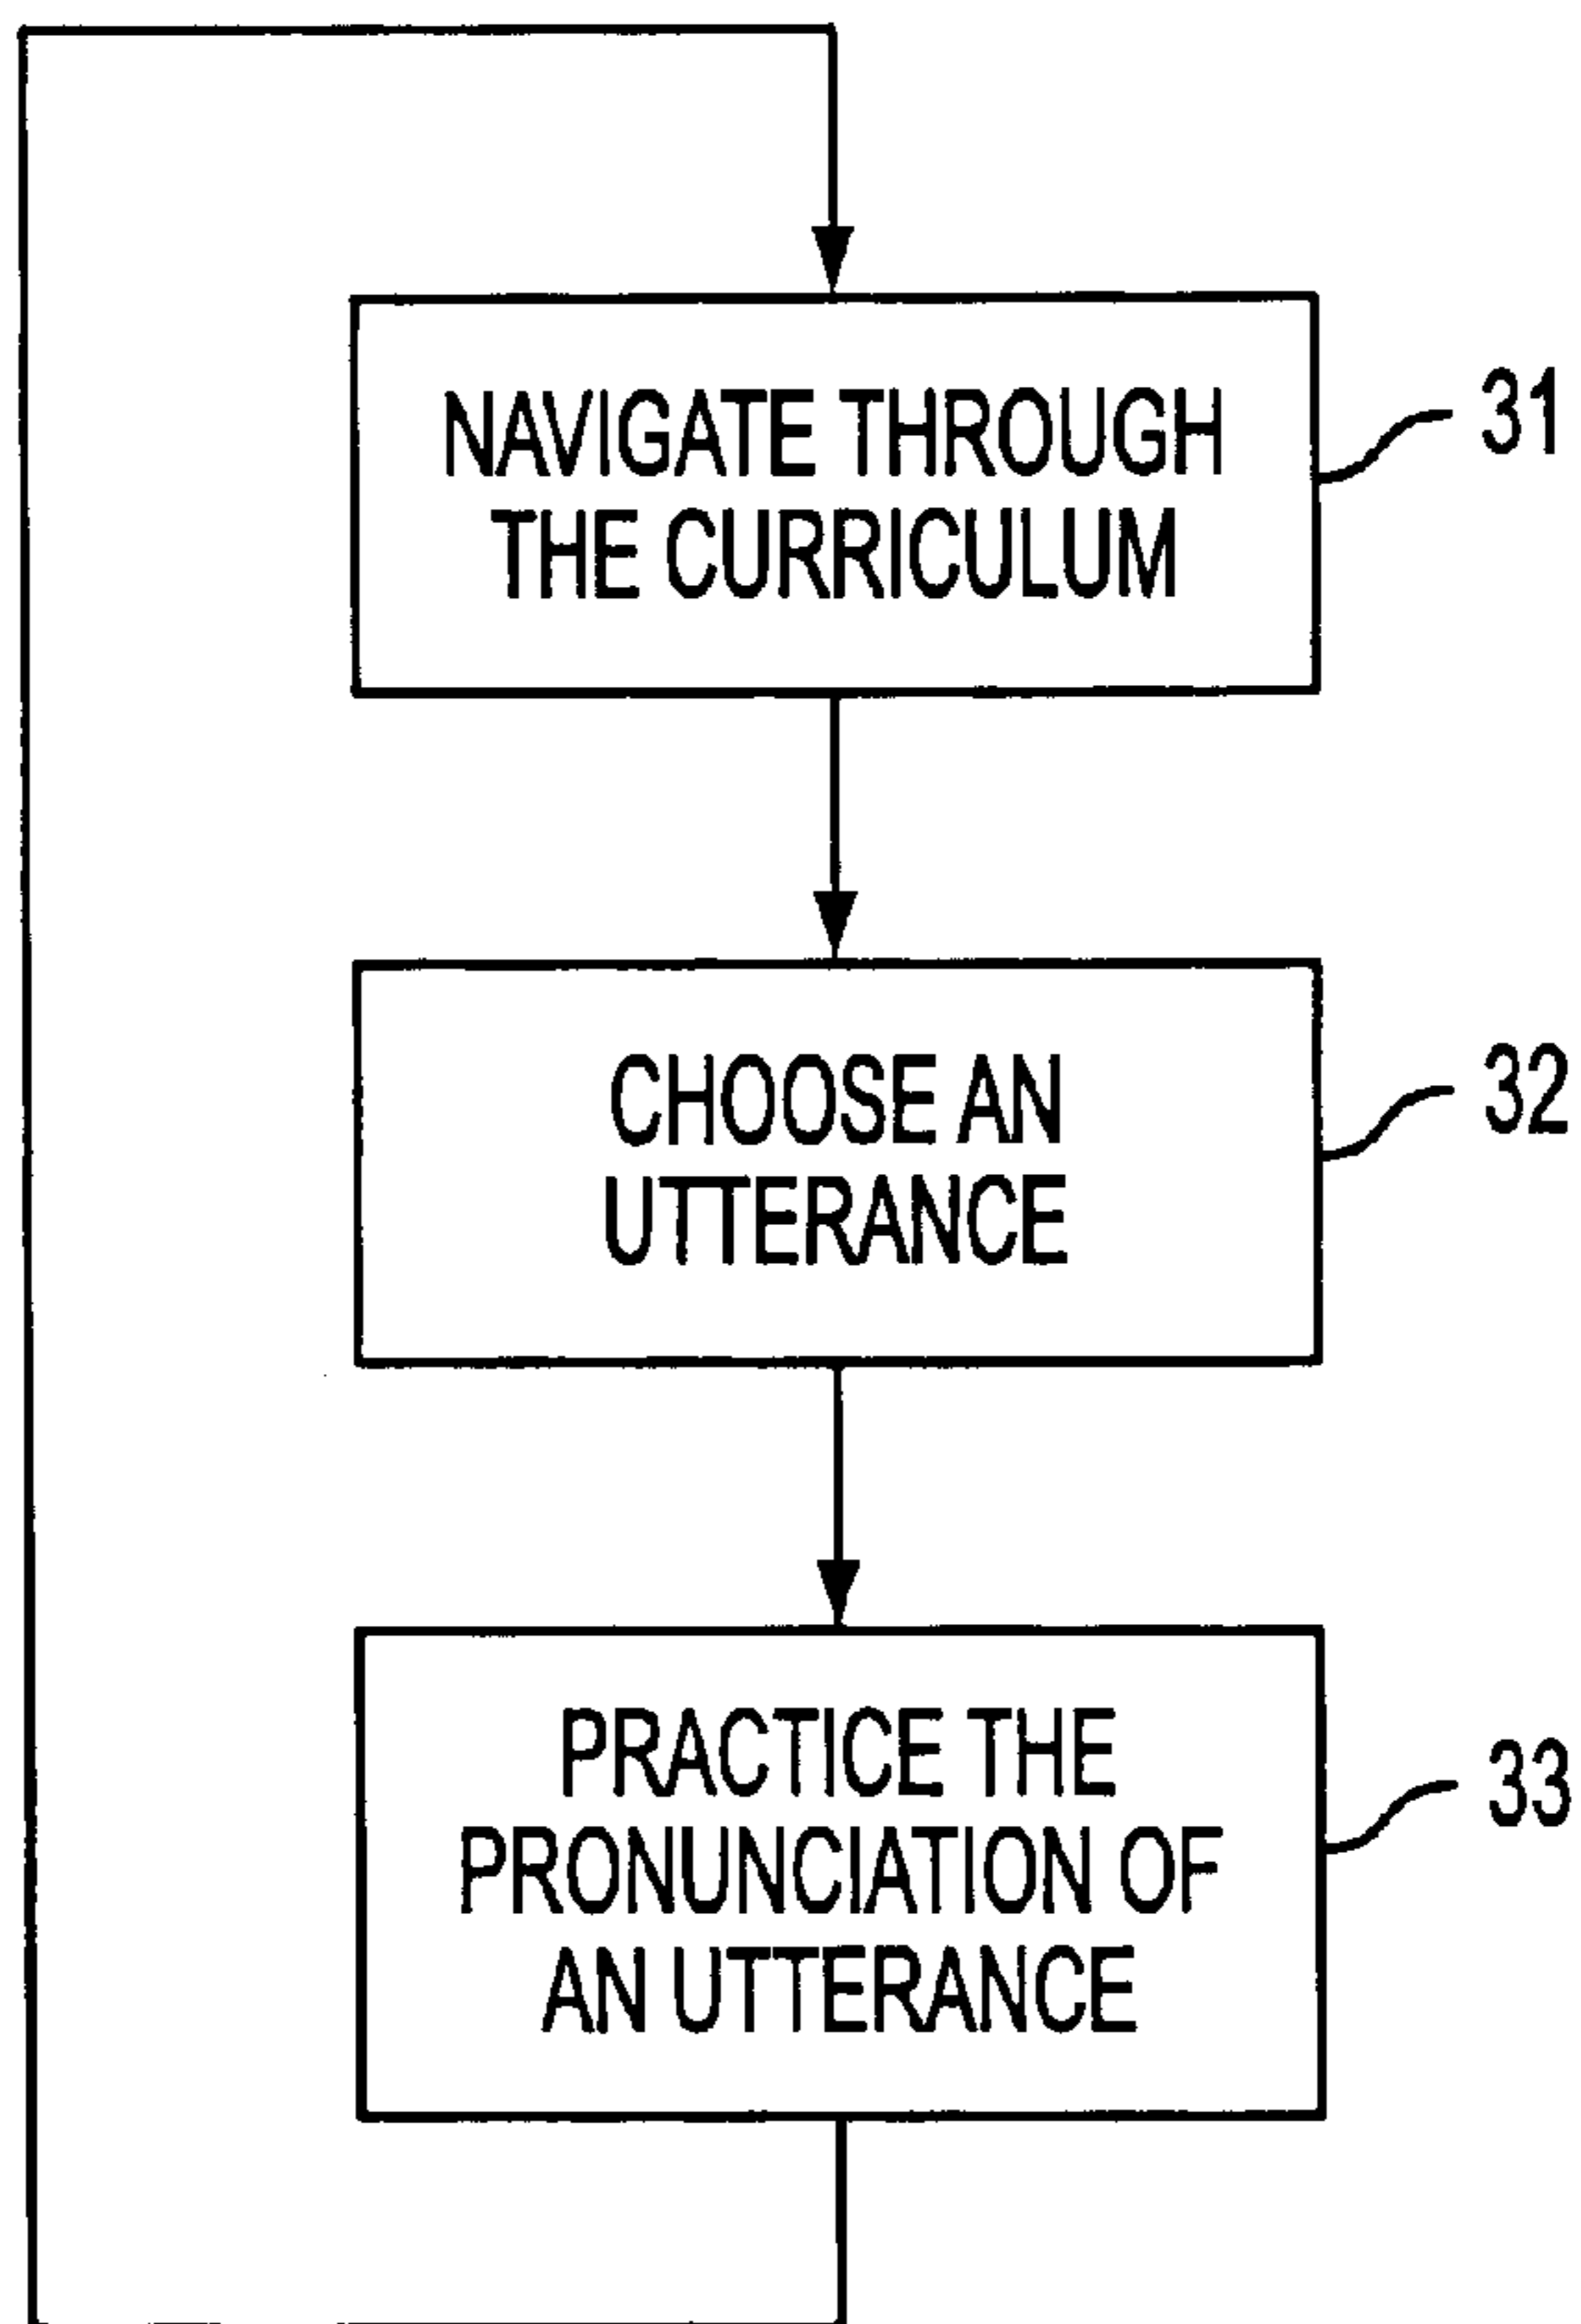 NAVIGATE THROUGH
THE CURRICULUM
31
CHOOSE AN
UTTERANCE
32
PRACTICE THE
PRONUNCIATION OF
AN UTTERANCE
33